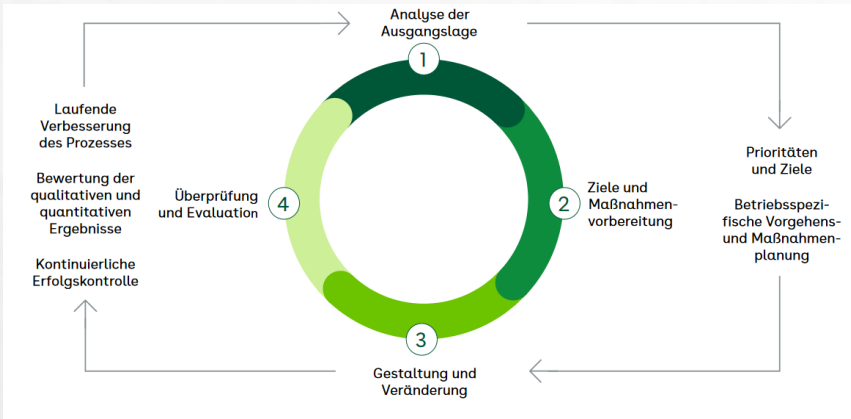 Analyse der
Ausgangslage
1
Laufende
Verbesserung
des Prozesses
Bewertung der
qualitativen und
quantitativen
Ergebnisse
Kontinuierliche
Erfolgskontrolle
Überprüfung
und Evaluation
4
2
Ziele und
Maßnahmen-
vorbereitung
Prioritäten
und Ziele
Betriebsspezi-
fische Vorgehens-
und Maßnahmen-
planung
3
Gestaltung und
Veränderung